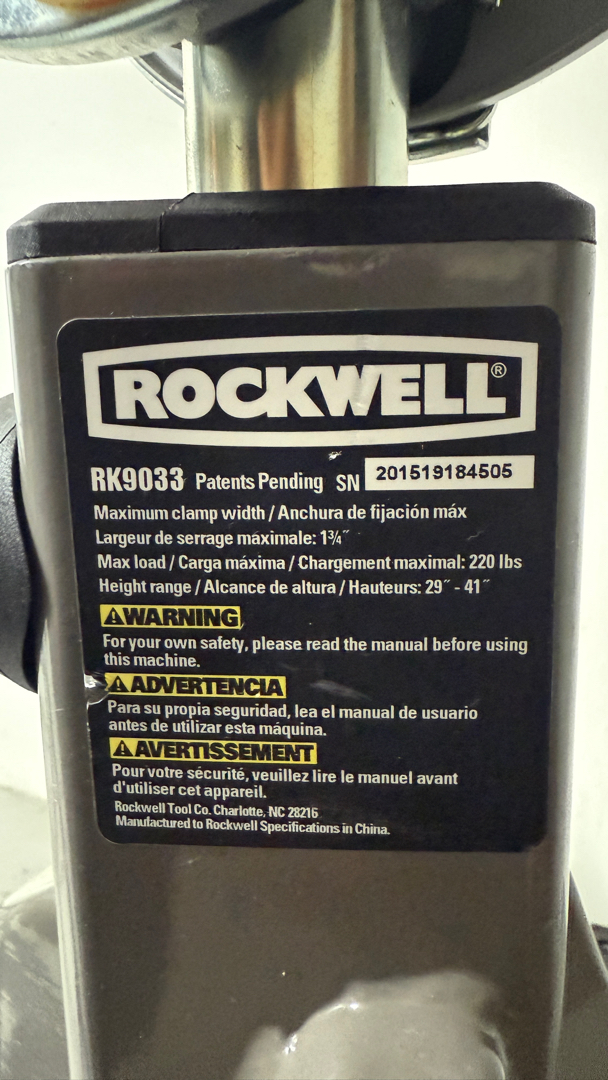 ROCKWELL®
RK9033 Patents Pending SN 201519184505
Maximum clamp width / Anchura de fijación máx
Largeur de serrage máximale: 1¾˝
Max load / Carga máxima / Chargement maximal: 220 lbs
Height range / Alcance de altura / Hauteurs: 29˝ - 41˝
⚠WARNING
For your own safety, please read the manual before using
this machine.
⚠ADVERTENCIA
Para su propia seguridad, lea el manual de usuario
antes de utilizar esta máquina.
⚠AVERTISSEMENT
Pour votre sécurité, veuillez lire le manuel avant
d'utiliser cet appareil.
Rockwell Tool Co. Charlotte, NC 28216
Manufactured to Rockwell Specifications in China.